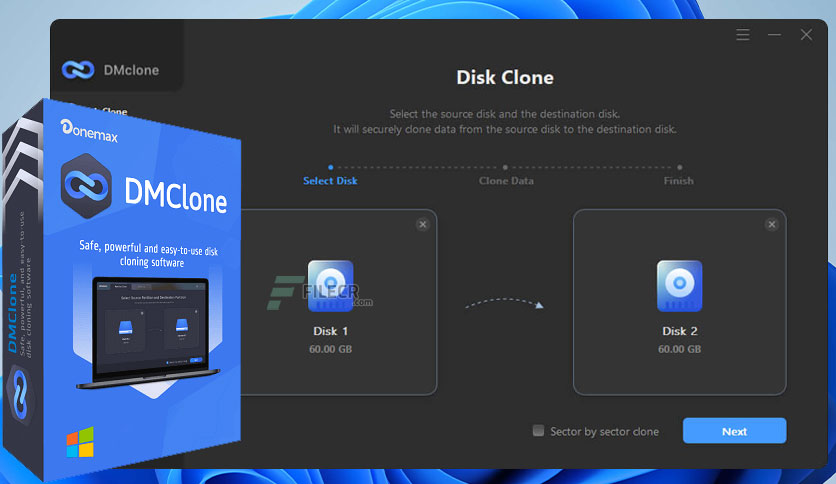 DMclone
Clone
Disk Clone
Select the source disk and the destination disk.
It will securely clone data from the source disk to the destination disk.
Select Disk
Clone Data
Finish
Disk 1
60.00 GB
Disk 2
60.00 GB
Sector by sector clone
Next
FILECR
.com
Donemax
DMClone
Safe, powerful and easy-to-use disk
cloning software
DMClone
Safe, powerful, and easy-to-use
disk cloning software